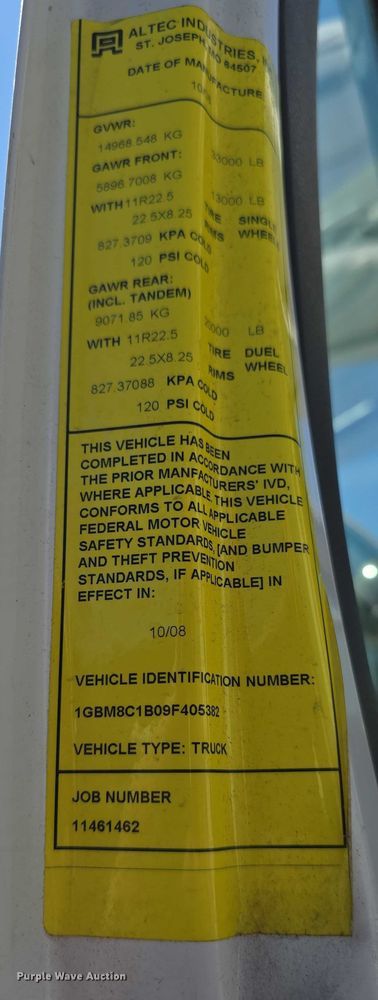 ALTEC INDUSTRIES,
ST. JOSEPH, MO 64507
DATE OF MANUFACTURE
GVWR:
14968.548 KG 33000 LB
GAWR FRONT:
5896.7008 KG 13000 LB
WITH 11R22.5 TIRE SINGLE
22.5X8.25 RIMS WHEEL
827.3709 KPA COLD
120 PSI COLD
GAWR REAR:
(INCL. TANDEM)
9071.85 KG 20000 LB
WITH 11R22.5 TIRE DUEL
22.5X8.25 RIMS WHEEL
827.37088 KPA COLD
120 PSI COLD
THIS VEHICLE HAS BEEN
COMPLETED IN ACCORDANCE WITH
THE PRIOR MANFACTURERS' IVD,
WHERE APPLICABLE. THIS VEHICLE
CONFORMS TO ALL APPLICABLE
FEDERAL MOTOR VEHICLE
SAFETY STANDARDS, [AND BUMPER
AND THEFT PREVENTION
STANDARDS, IF APPLICABLE] IN
EFFECT IN:
10/08
VEHICLE IDENTIFICATION NUMBER:
1GBM8C1B09F405382
VEHICLE TYPE: TRUCK
JOB NUMBER
11461462
Purple Wave Auction